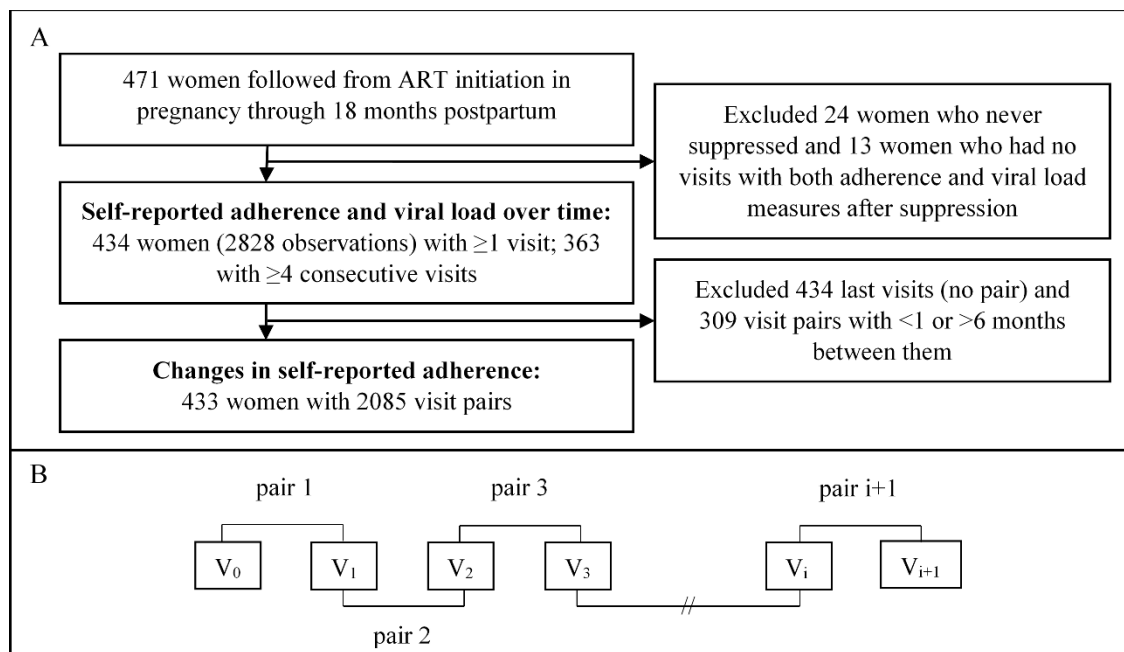 A
471 women followed from ART initiation in
pregnancy through 18 months postpartum
Excluded 24 women who never
suppressed and 13 women who had no
visits with both adherence and viral load
measures after suppression
Self-reported adherence and viral load over time:
434 women (2828 observations) with ≥1 visit; 363
with ≥4 consecutive visits
Excluded 434 last visits (no pair) and
309 visit pairs with <1 or >6 months
between them
Changes in self-reported adherence:
433 women with 2085 visit pairs
B
pair 1 pair 3 pair i+1
V₀ V₁ V₂ V₃ Vᵢ Vᵢ₊₁
pair 2